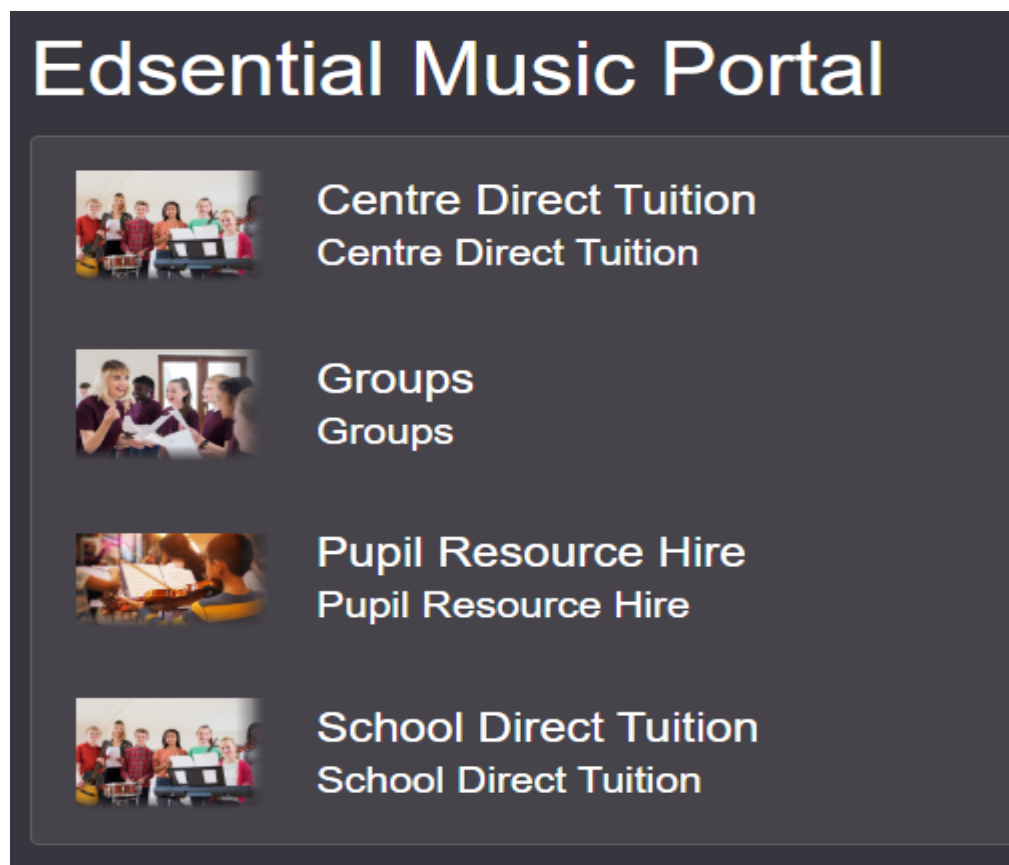 Edsential Music Portal
Centre Direct Tuition
Centre Direct Tuition
Groups
Groups
Pupil Resource Hire
Pupil Resource Hire
School Direct Tuition
School Direct Tuition